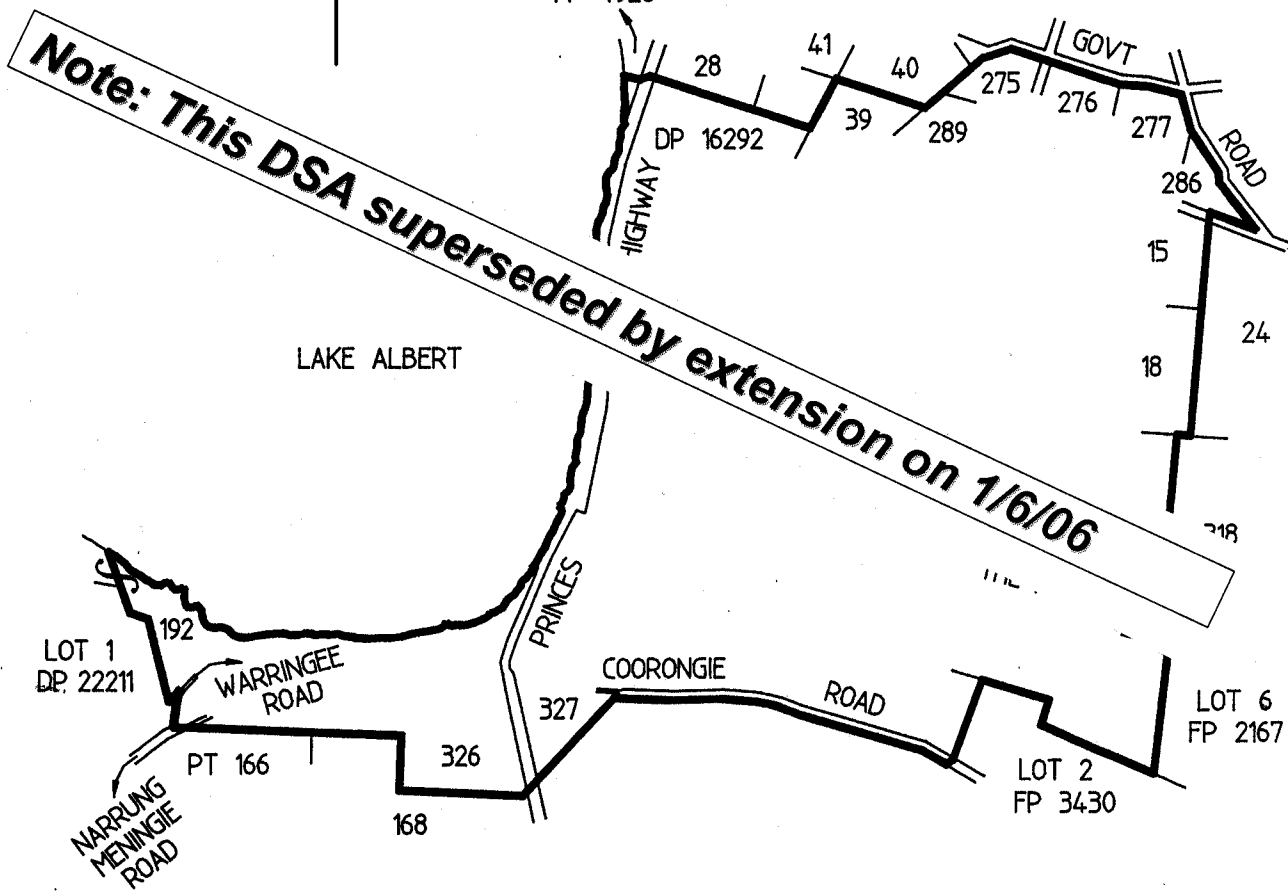 Note: This DSA superseded by extension on 1/6/06
28
41
40
39
289
275
GOVT
276
277
ROAD
286
DP 16292
HIGHWAY
15
24
18
318
LAKE ALBERT
192
LOT 1
DP. 22211
WARRINGEE
ROAD
PT 166
NARRUNG
MENINGIE
ROAD
326
168
PRINCES
327
COORONGIE
ROAD
LOT 2
FP 3430
LOT 6
FP 2167